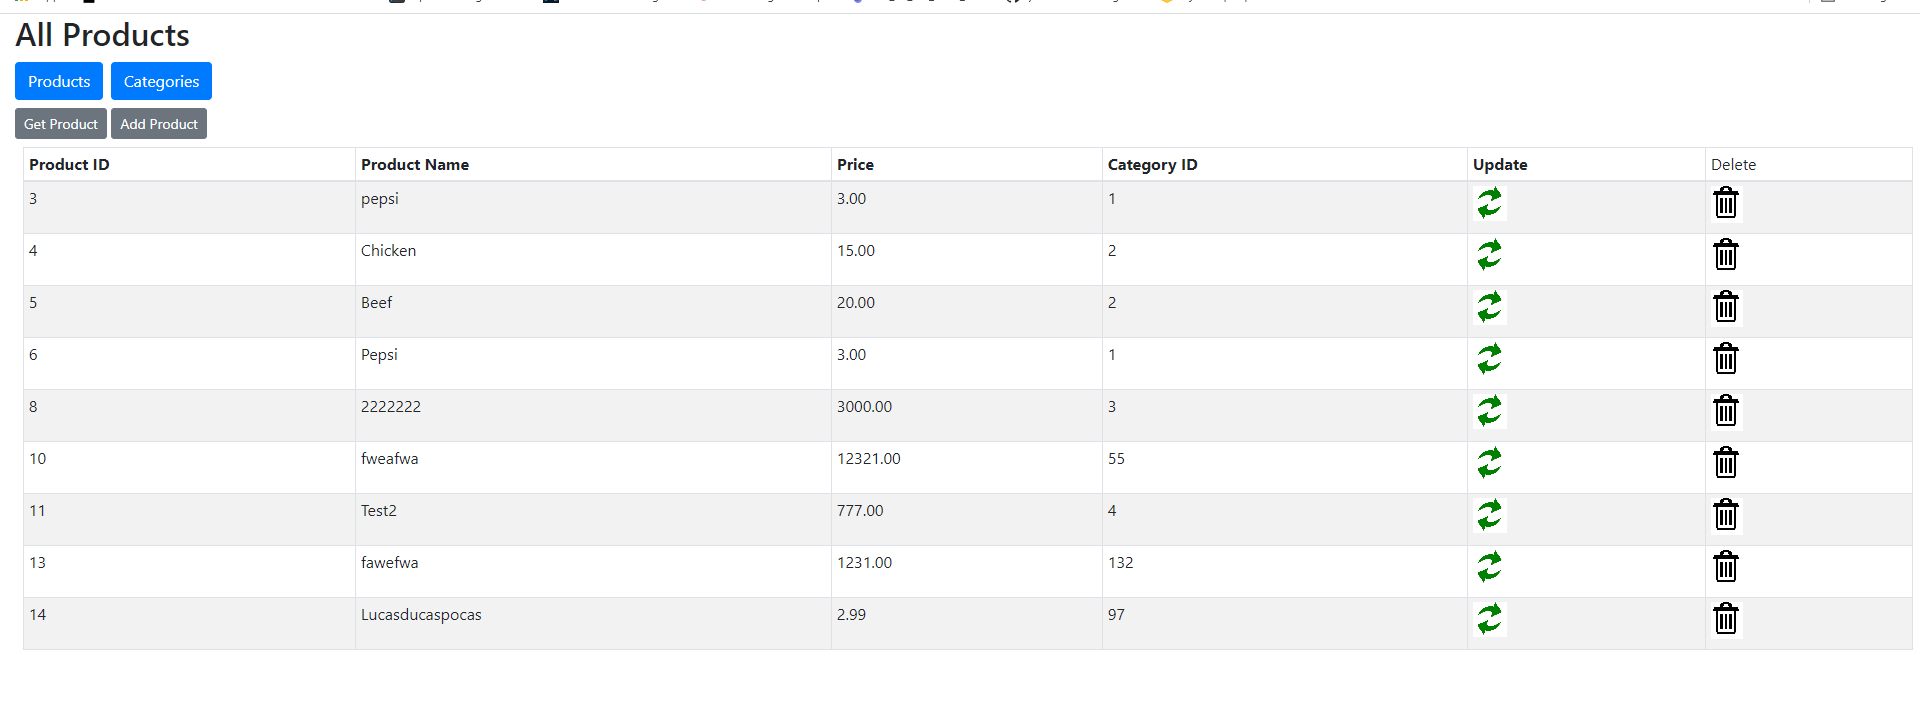 All Products
Products Categories
Get Product Add Product
Product ID Product Name Price Category ID Update Delete
3 pepsi 3.00 1
4 Chicken 15.00 2
5 Beef 20.00 2
6 Pepsi 3.00 1
8 2222222 3000.00 3
10 fweafwa 12321.00 55
11 Test2 777.00 4
13 fawefwa 1231.00 132
14 Lucasducaspocas 2.99 97